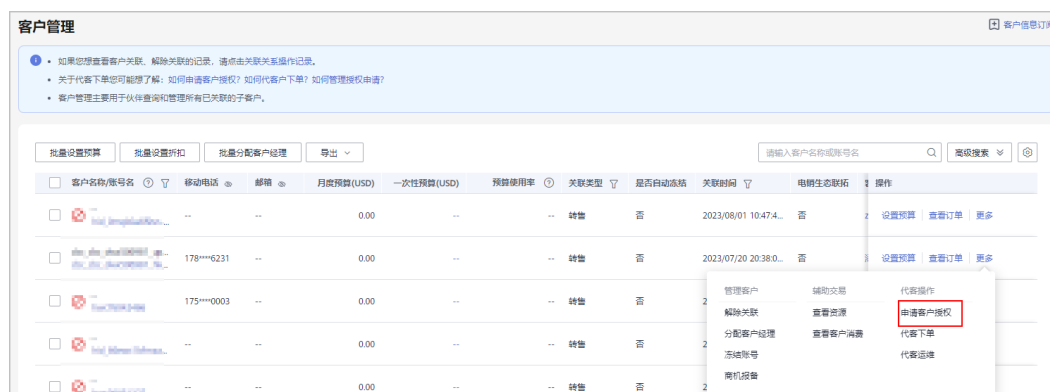 客户管理
客户信息订阅
如果您想查看客户关联、解除关联的记录，请点击关联关系操作记录。
关于代客下单您可能想了解：如何申请客户授权？如何代客户下单？如何管理授权申请？
客户管理主要用于伙伴查询和管理所有已关联的子客户。
批量设置预算 批量设置折扣 批量分配客户经理 导出 请输入客户名称或账号名 高级搜索
客户名称/账号名 移动电话 邮箱 月度预算(USD) 一次性预算(USD) 预算使用率 关联类型 是否自动冻结 关联时间 电销生态联拓 操作
-- -- 0.00 -- -- 转售 否 2023/08/01 10:47:4... 否 设置预算 查看订单 更多
178****6231 -- 0.00 -- -- 转售 否 2023/07/20 20:38:0... 否 设置预算 查看订单 更多
175****0003 -- 0.00 -- -- 转售 否 2
-- -- 0.00 -- -- 转售 否 2
-- -- 0.00 -- -- 转售 否 2
管理客户 辅助交易 代客操作
解除关联 查看资源 申请客户授权
分配客户经理 查看客户消费 代客下单
冻结账号 代客运维
商机报备